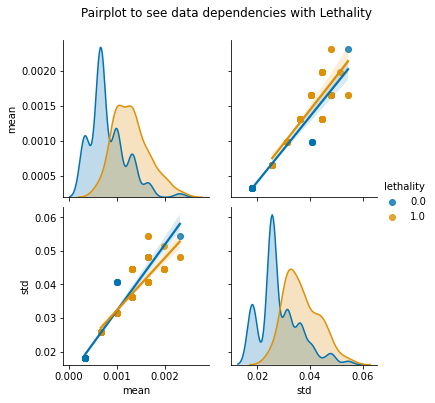 Pairplot to see data dependencies with Lethality
0.0020
0.0015
0.0010
0.0005
mean
lethality
0.0
1.0
0.06
0.05
0.04
0.03
0.02
std
0.000 0.001 0.002
mean
0.02 0.04 0.06
std